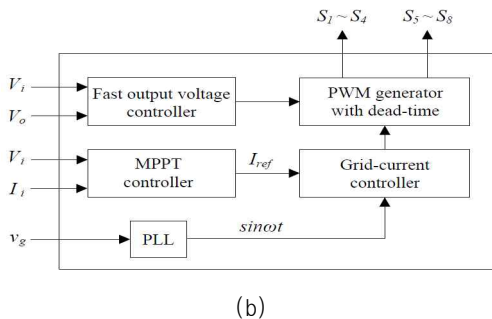 S1 ~ S4
S5 ~ S8
Vi
Vo
Fast output voltage
controller
PWM generator
with dead-time
Vi
Ii
MPPT
controller
Iref
Grid-current
controller
vg
PLL
sinωt
(b)